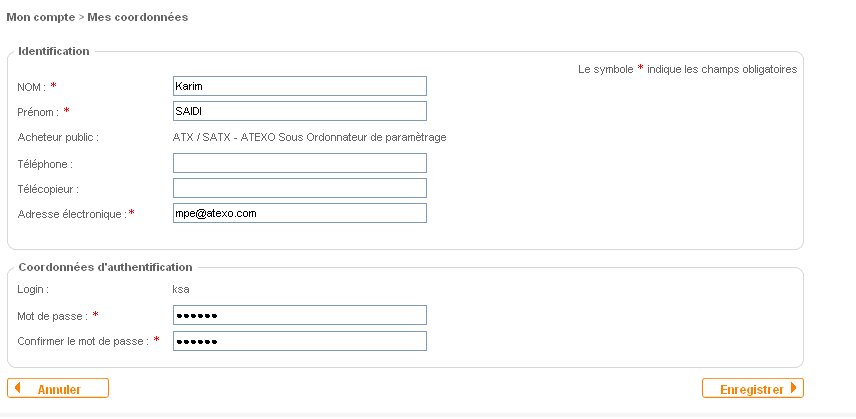 Mon compte > Mes coordonnées
Identification
Le symbole * indique les champs obligatoires
NOM : * Karim
Prénom : * SAIDI
Acheteur public : ATX / SATX - ATEXO Sous Ordonnateur de paramètrage
Téléphone :
Télécopieur :
Adresse électronique : * mpe@atexo.com
Coordonnées d'authentification
Login : ksa
Mot de passe : * ••••••
Confirmer le mot de passe : * ••••••
Annuler
Enregistrer